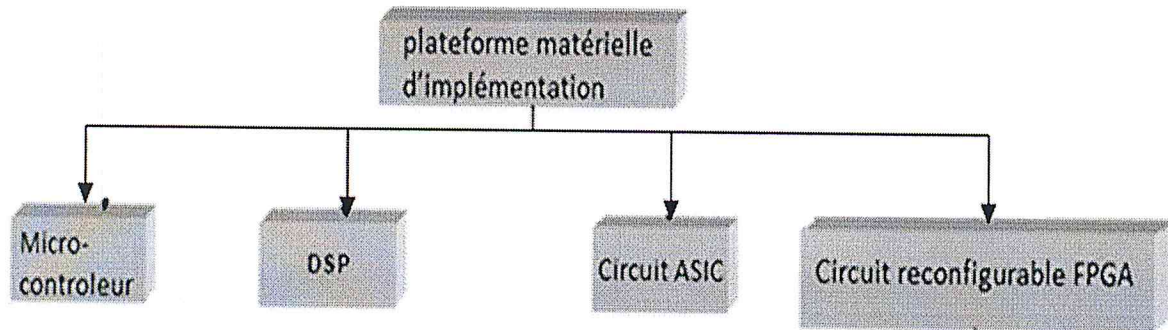 plateforme matérielle
d'implémentation
Micro-
controleur
DSP
Circuit ASIC
Circuit reconfigurable FPGA